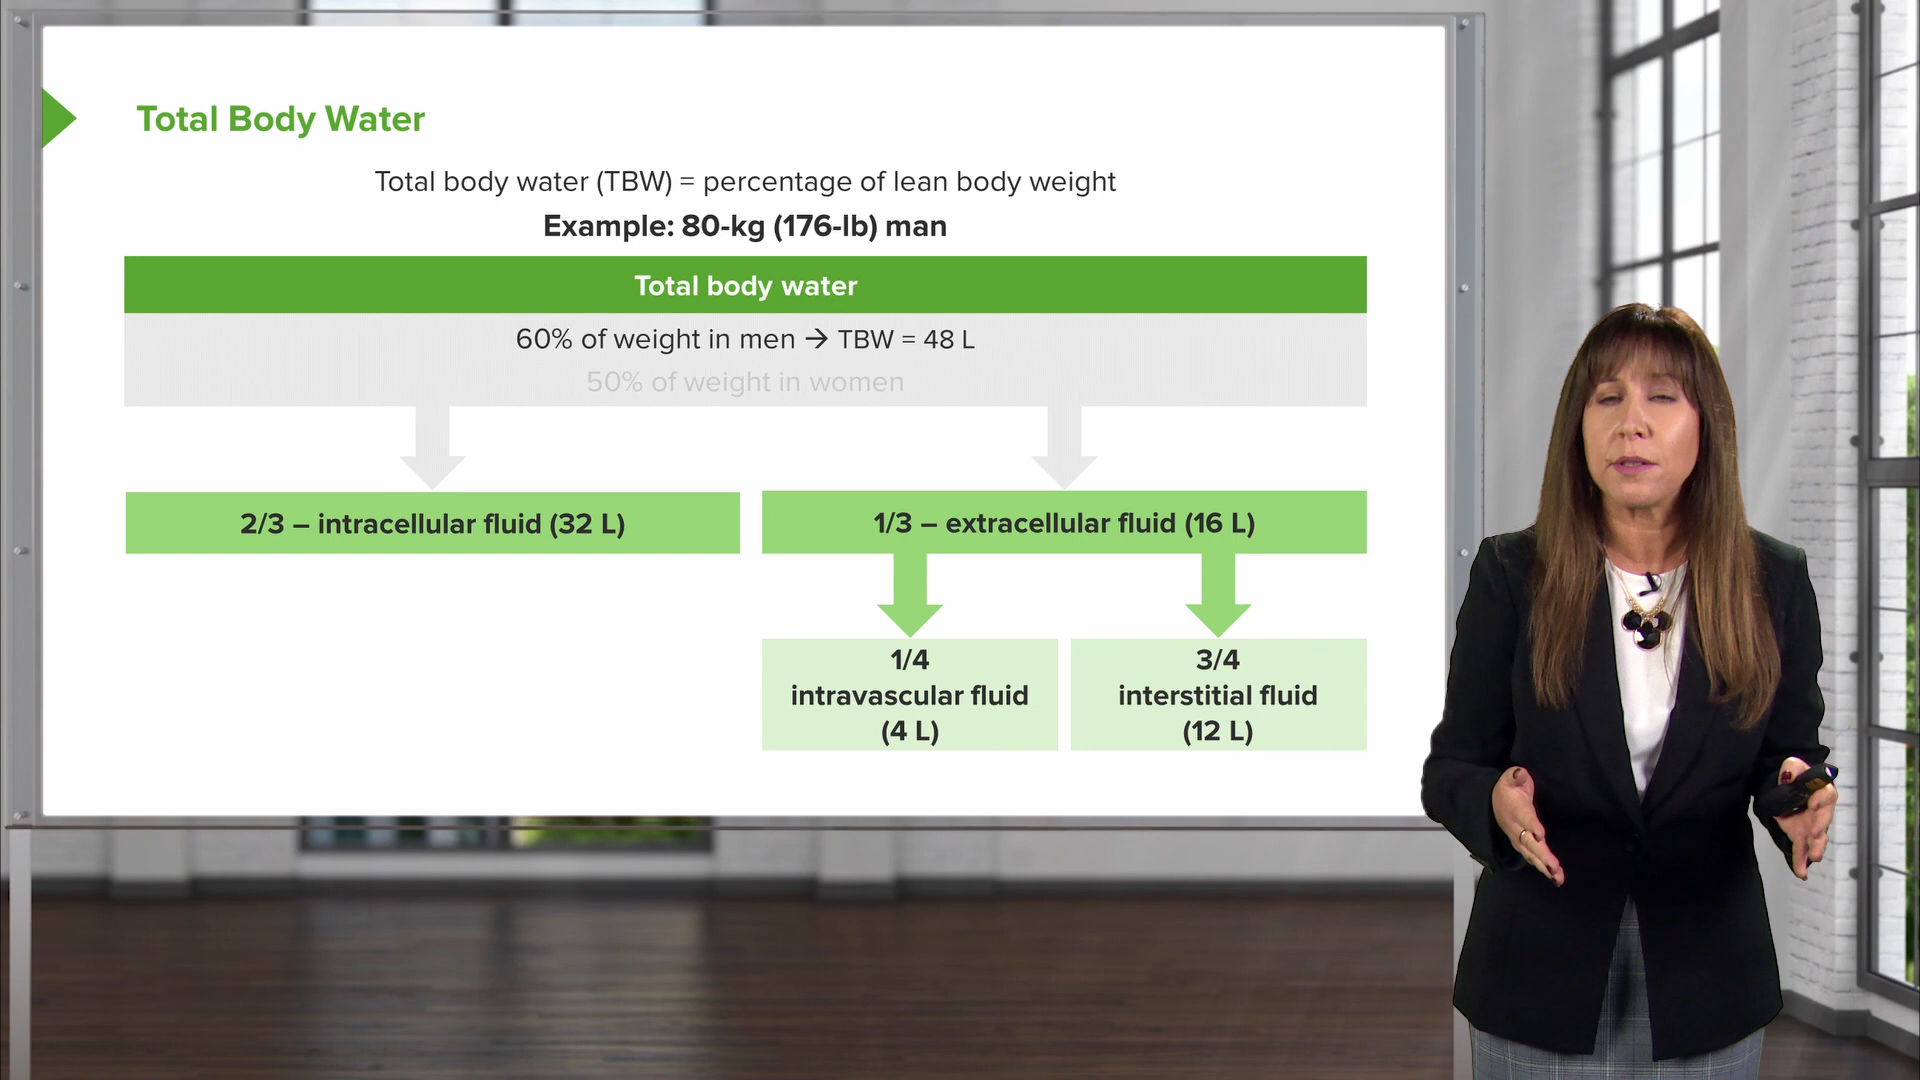 Total Body Water
Total body water (TBW) = percentage of lean body weight
Example: 80-kg (176-lb) man
Total body water
60% of weight in men → TBW = 48 L
50% of weight in women
2/3 – intracellular fluid (32 L)
1/3 – extracellular fluid (16 L)
1/4
intravascular fluid
(4 L)
3/4
interstitial fluid
(12 L)